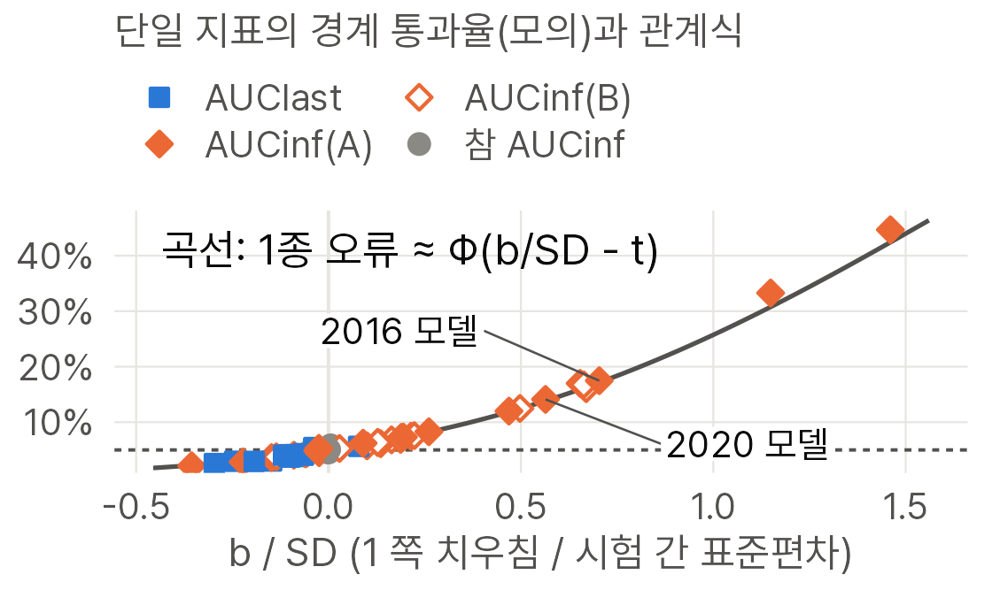 단일 지표의 경계 통과율(모의)과 관계식
AUClast
AUCinf(B)
AUCinf(A)
참 AUCinf
곡선: 1종 오류 ≈ Φ(b/SD - t)
40%
30%
20%
10%
2016 모델
2020 모델
-0.5
0.0
0.5
1.0
1.5
b / SD (1 쪽 치우침 / 시험 간 표준편차)